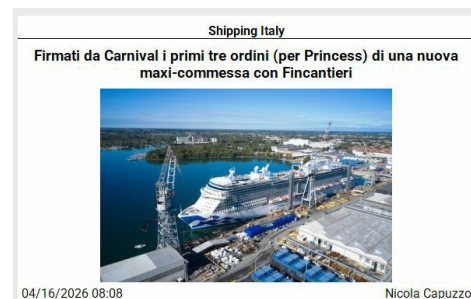 Shipping Italy
Firmati da Carnival i primi tre ordini (per Princess) di una nuova
maxi-commessa con Fincantieri
04/16/2026 08:08
Nicola Capuzzo